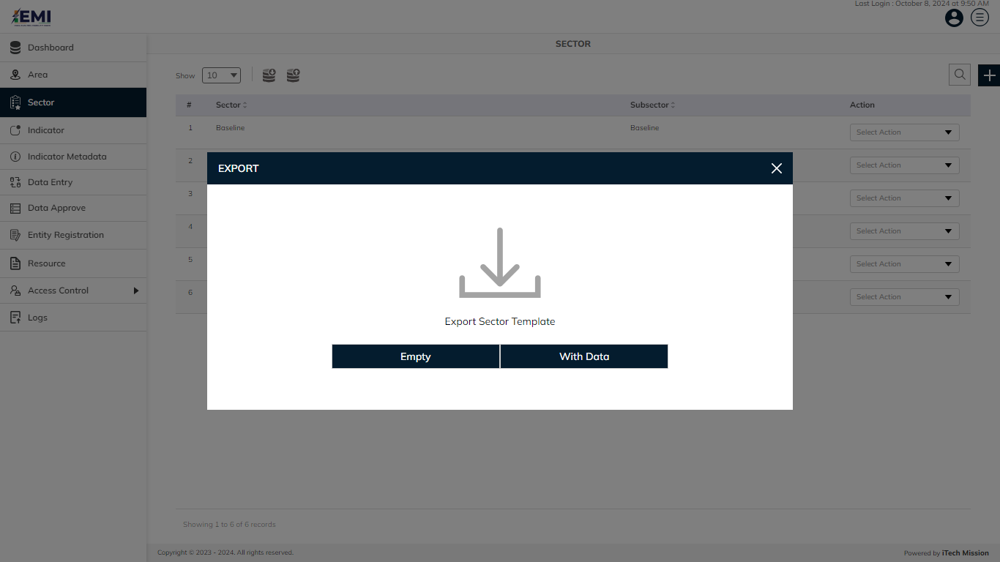 Last Login : October 8, 2024 at 9:50 AM
EMI
Dashboard
Area
Sector
Indicator
Indicator Metadata
Data Entry
Data Approve
Entity Registration
Resource
Access Control
Logs
SECTOR
Show 10
# Sector Subsector Action
1 Baseline Baseline Select Action
2 Select Action
3 Select Action
4 Select Action
5 Select Action
6 Select Action
EXPORT
Export Sector Template
Empty With Data
Showing 1 to 6 of 6 records
Copyright © 2023 - 2024. All rights reserved.
Powered by iTech Mission